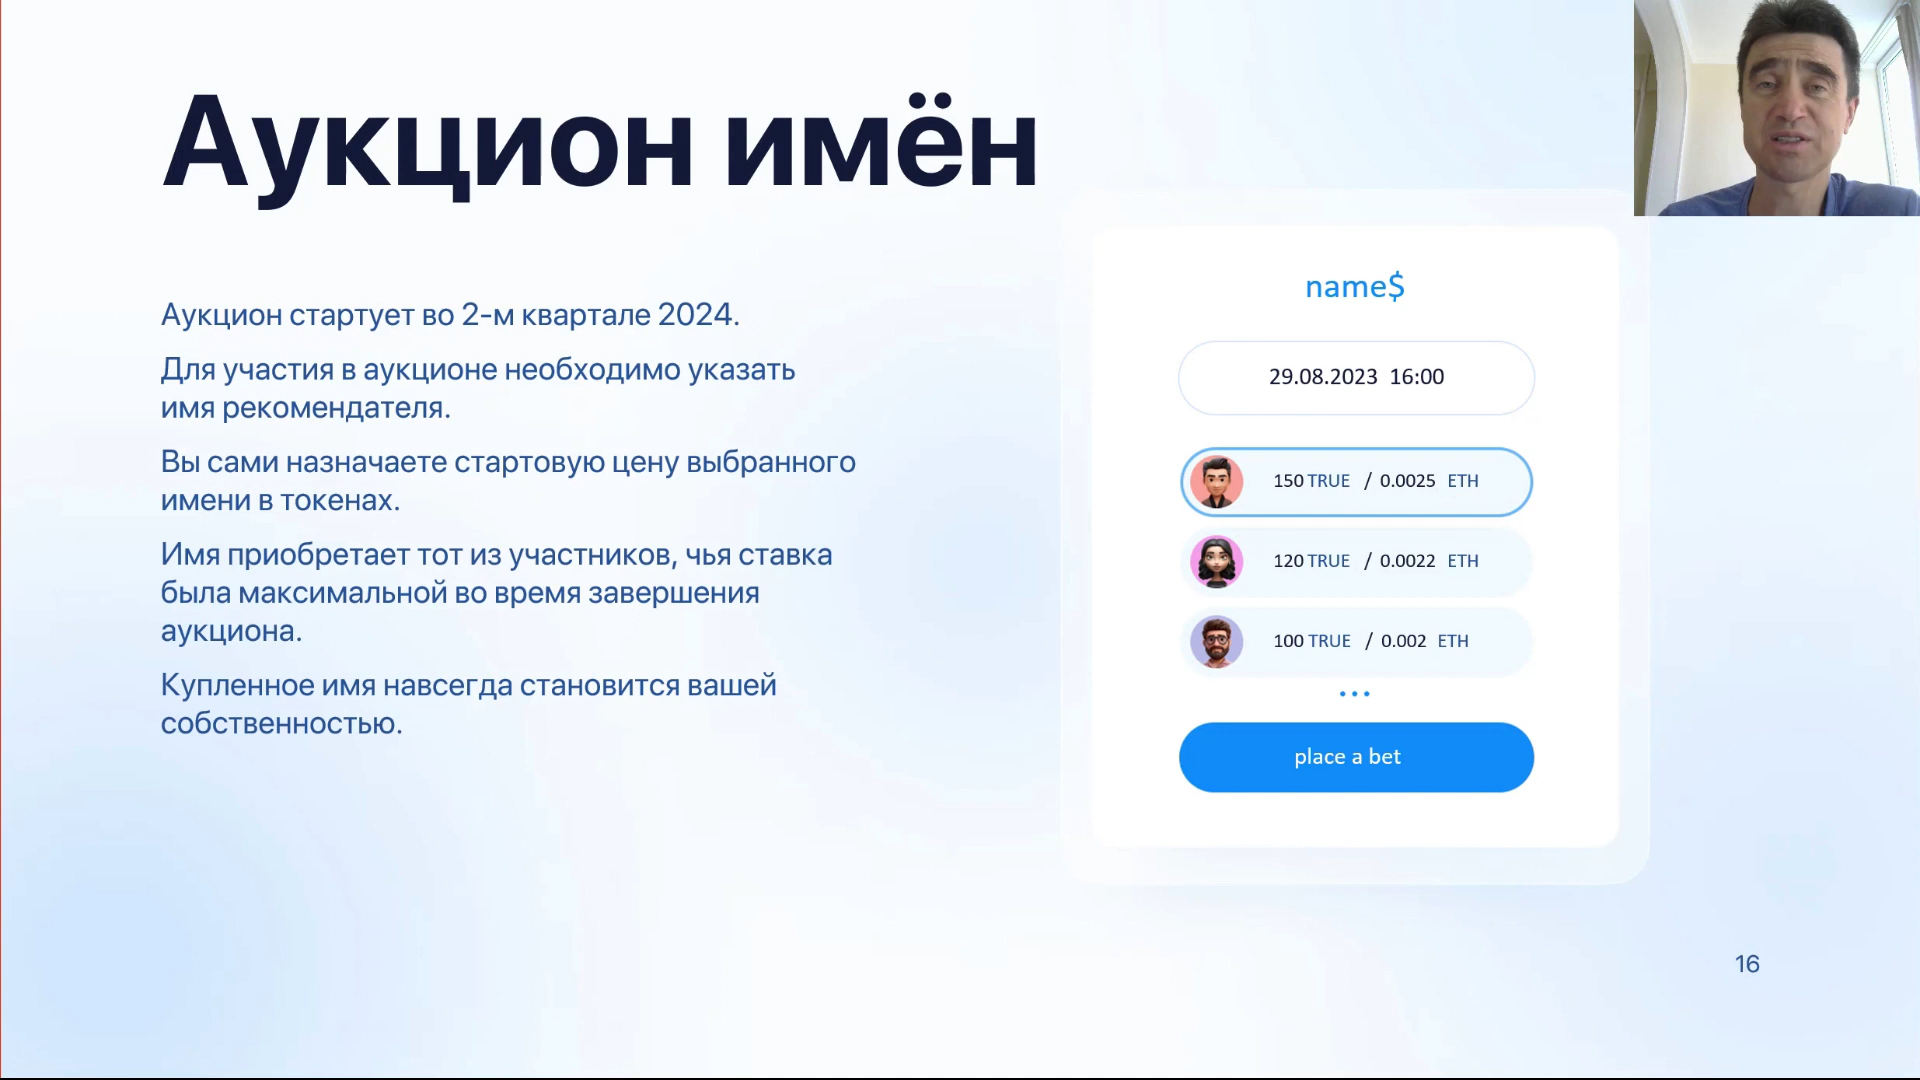 Аукцион имён
Аукцион стартует во 2-м квартале 2024.
Для участия в аукционе необходимо указать
имя рекомендателя.
Вы сами назначаете стартовую цену выбранного
имени в токенах.
Имя приобретает тот из участников, чья ставка
была максимальной во время завершения
аукциона.
Купленное имя навсегда становится вашей
собственностью.
name$
29.08.2023 16:00
150 TRUE / 0.0025 ETH
120 TRUE / 0.0022 ETH
100 TRUE / 0.002 ETH
...
place a bet
16